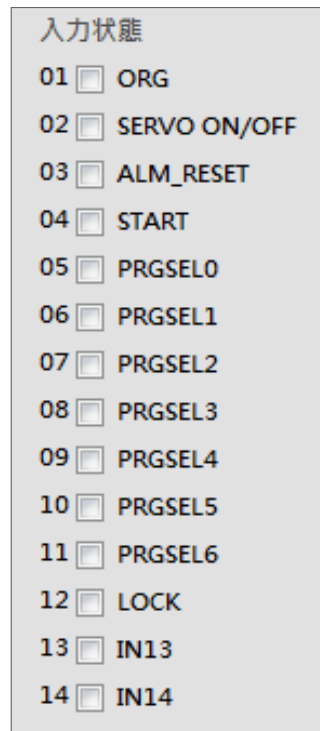 入力状態
01 ORG
02 SERVO ON/OFF
03 ALM_RESET
04 START
05 PRGSEL0
06 PRGSEL1
07 PRGSEL2
08 PRGSEL3
09 PRGSEL4
10 PRGSEL5
11 PRGSEL6
12 LOCK
13 IN13
14 IN14